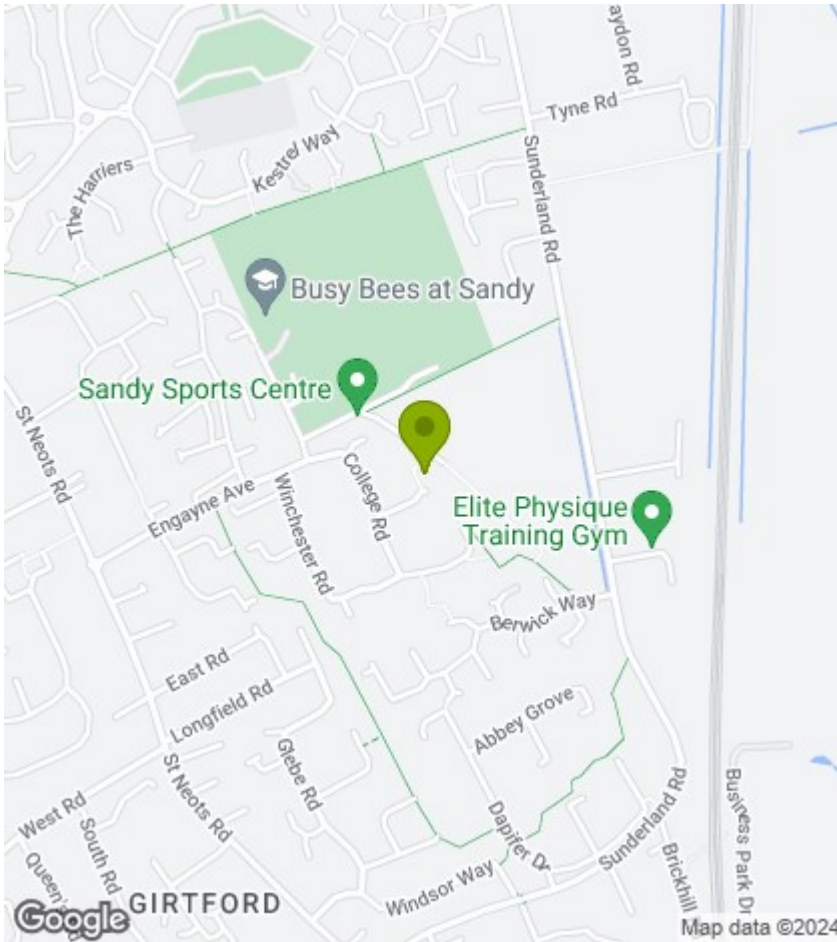 aydon Rd
Tyne Rd
Sunderland Rd
Kestrel Way
The Harriers
Busy Bees at Sandy
Sandy Sports Centre
St Neots Rd
Engayne Ave
College Rd
Winchester Rd
Elite Physique
Training Gym
Berwick Way
East Rd
Longfield Rd
Abbey Grove
Glebe Rd
St Neots Rd
West Rd
South Rd
Queen'
Dapifer Dr
Sunderland Rd
Business Park Dr
Brickhill
Windsor Way
GIRTFORD
Google
Map data ©2024